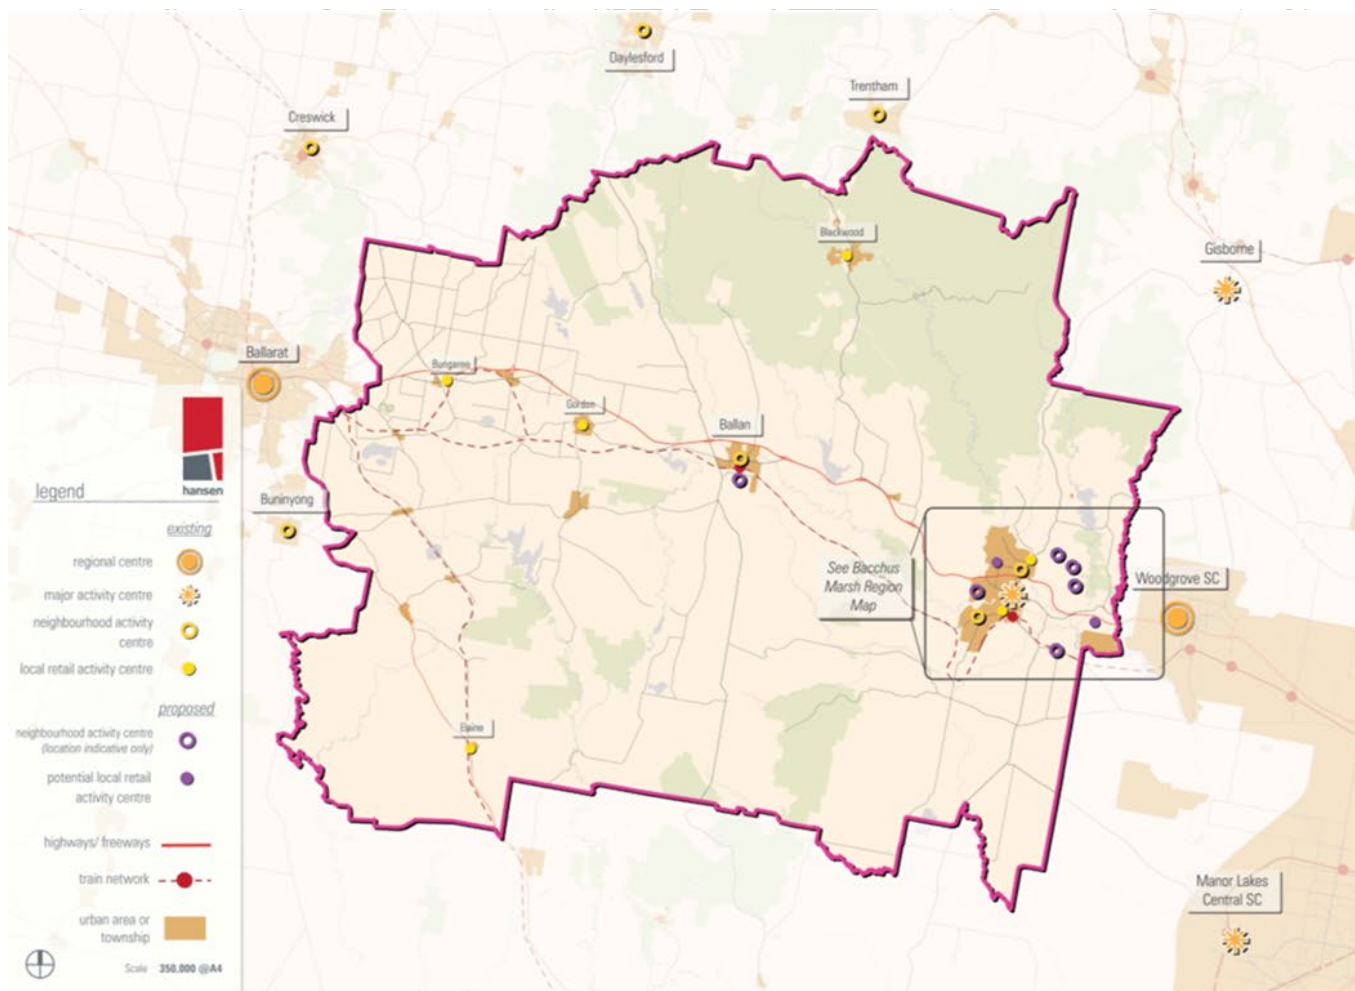 Daylesford
Trentham
Creswick
Blackwood
Gisborne
Ballarat
Bungaree
Gordon
Ballan
Buninyong
See Bacchus
Marsh Region
Map
Woodgrove SC
Elaine
Manor Lakes
Central SC
hansen
legend
existing
regional centre
major activity centre
neighbourhood activity
centre
local retail activity centre
proposed
neighbourhood activity centre
(location indicative only)
potential local retail
activity centre
highways/ freeways
train network
urban area or
township
Scale 350,000 @A4